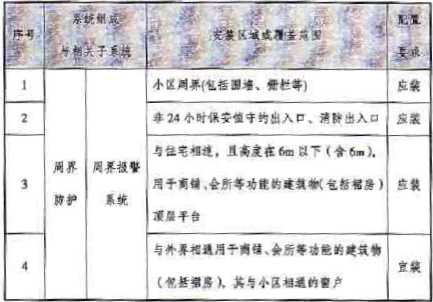 序号
系统组成
与相关子系统
安装区域或覆盖范围
配置
要求
1
小区周界(包括围墙、栅栏等)
应装
2
非24小时保安值守的出入口、消防出入口
应装
周界
防护
周界报警
系统
3
与住宅相连，且高度在6m以下(含6m)，
用于商铺、会所等功能的建筑物(包括裙房)
顶层平台
应装
4
与外界相通用于商铺、会所等功能的建筑物
(包括裙房)，其与小区相通的窗户
宜装